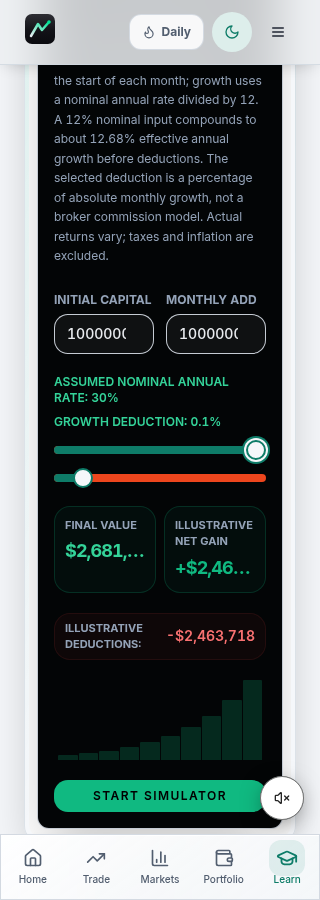 Daily
the start of each month; growth uses
a nominal annual rate divided by 12.
A 12% nominal input compounds to
about 12.68% effective annual
growth before deductions. The
selected deduction is a percentage
of absolute monthly growth, not a
broker commission model. Actual
returns vary; taxes and inflation are
excluded.
INITIAL CAPITAL MONTHLY ADD
ASSUMED NOMINAL ANNUAL
RATE: 30%
GROWTH DEDUCTION: 0.1%
FINAL VALUE
$2,681,...
ILLUSTRATIVE
NET GAIN
+$2,46...
ILLUSTRATIVE
DEDUCTIONS:
-$2,463,718
START SIMULATOR
Home Trade Markets Portfolio Learn